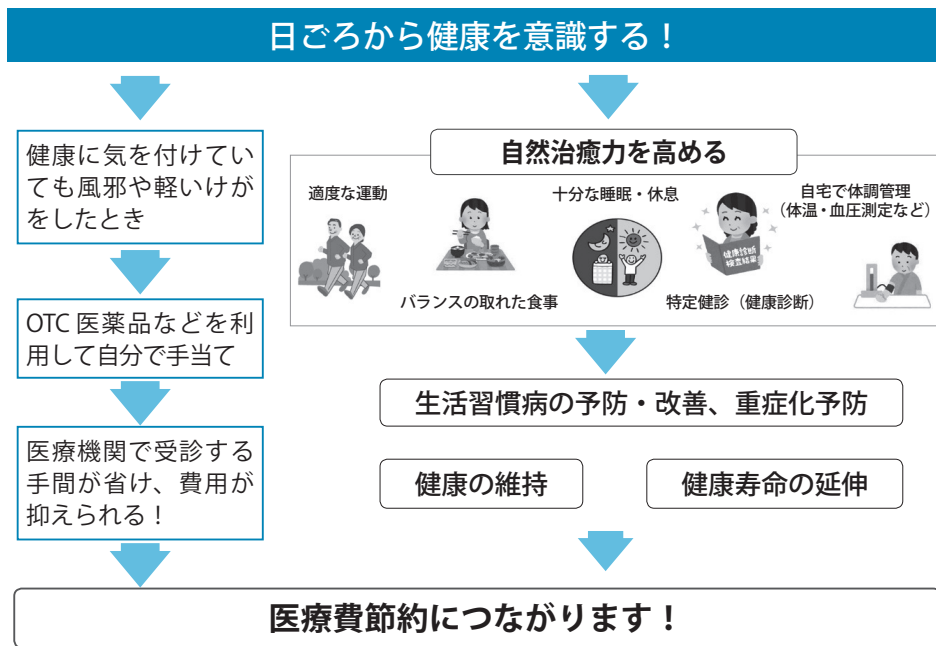 日ごろから健康を意識する！
健康に気を付けてい
ても風邪や軽いけが
をしたとき
OTC 医薬品などを利
用して自分で手当て
医療機関で受診する
手間が省け、費用が
抑えられる！
自然治癒力を高める
適度な運動
バランスの取れた食事
十分な睡眠・休息
健康診断
検査結果
特定健診（健康診断）
自宅で体調管理
（体温・血圧測定など）
生活習慣病の予防・改善、重症化予防
健康の維持
健康寿命の延伸
医療費節約につながります！